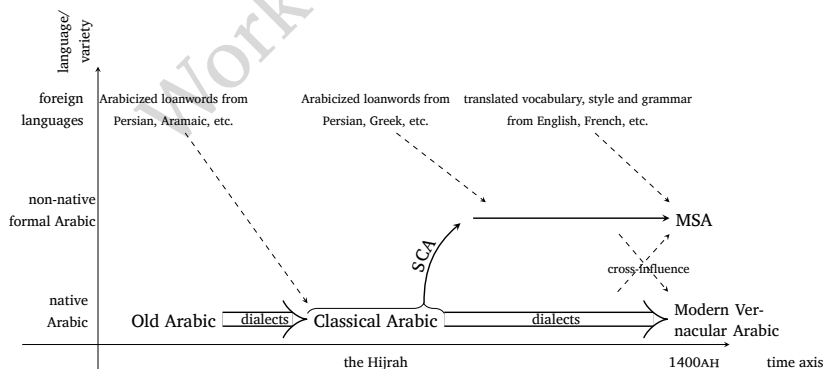 language/
variety
Work
foreign
languages
Arabicized loanwords from
Persian, Aramaic, etc.
Arabicized loanwords from
Persian, Greek, etc.
translated vocabulary, style and grammar
from English, French, etc.
non-native
formal Arabic
MSA
SCA
cross-influence
native
Arabic
Old Arabic
dialects
Classical Arabic
dialects
Modern Ver-
nacular Arabic
the Hijrah
1400AH
time axis